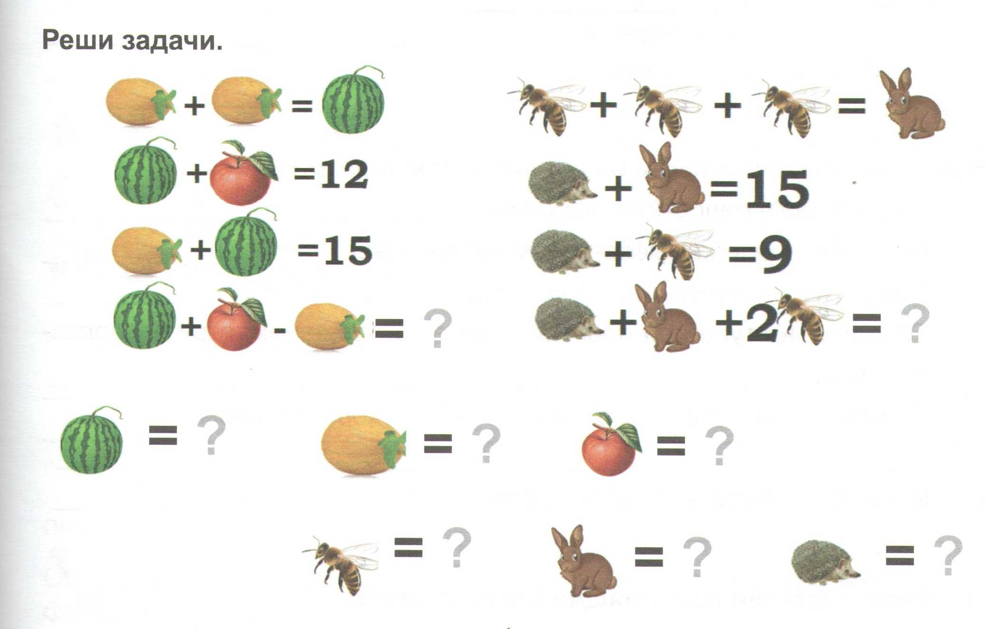 Реши задачи.
+ =
+ =12
+ =15
+ - = ?
+ + =
+ =15
+ =9
+ +2 = ?
= ? = ? = ?
= ? = ? = ?